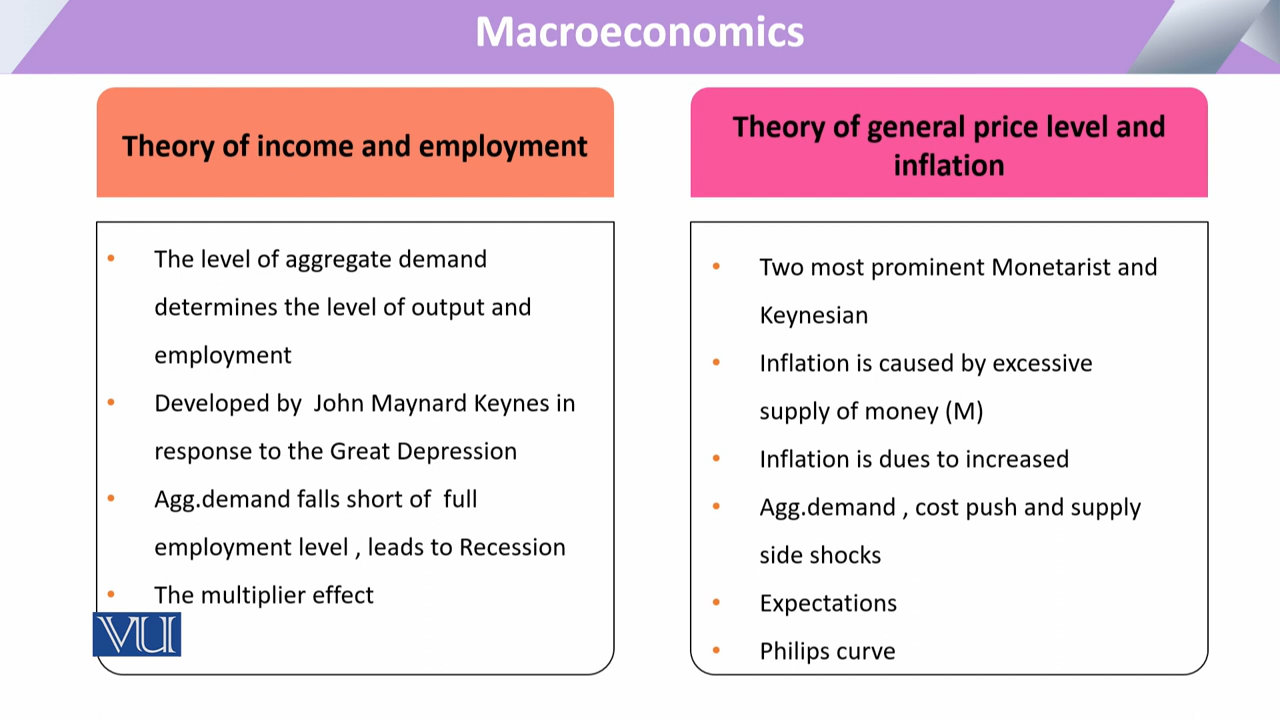 Macroeconomics
Theory of income and employment
• The level of aggregate demand
determines the level of output and
employment
• Developed by John Maynard Keynes in
response to the Great Depression
• Agg.demand falls short of full
employment level , leads to Recession
• The multiplier effect
VU
Theory of general price level and
inflation
• Two most prominent Monetarist and
Keynesian
• Inflation is caused by excessive
supply of money (M)
• Inflation is dues to increased
• Agg.demand , cost push and supply
side shocks
• Expectations
• Philips curve